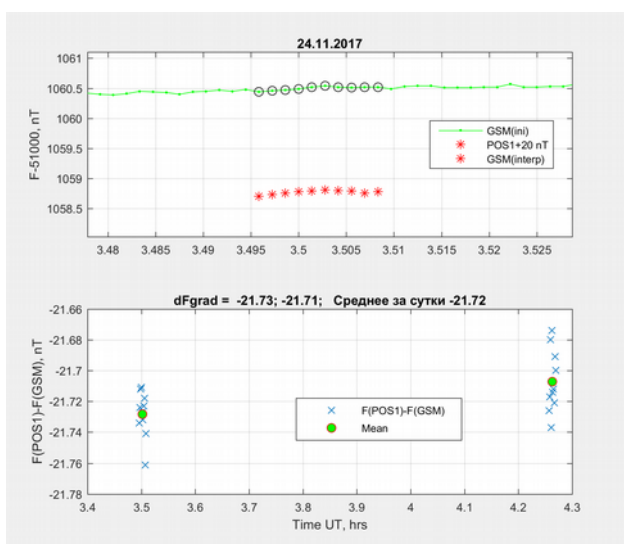 24.11.2017
F-51000, nT
1061
1060.5
1060
1059.5
1059
1058.5
GSM(ini)
POS1+20 nT
GSM(interp)
3.48 3.485 3.49 3.495 3.5 3.505 3.51 3.515 3.52 3.525
dFgrad = -21.73; -21.71; Среднее за сутки -21.72
F(POS1)-F(GSM), nT
-21.66
-21.68
-21.7
-21.72
-21.74
-21.76
-21.78
F(POS1)-F(GSM)
Mean
3.4 3.5 3.6 3.7 3.8 3.9 4 4.1 4.2 4.3
Time UT, hrs